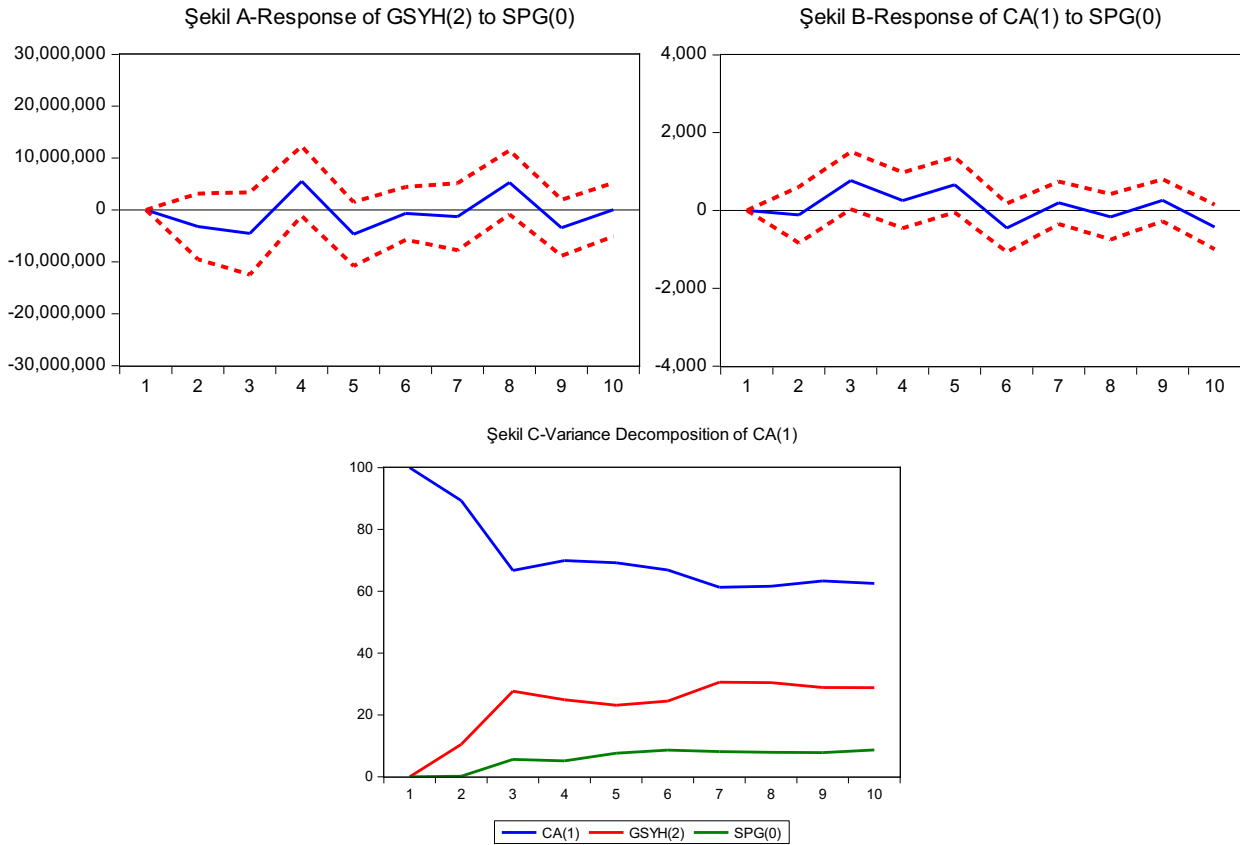 Şekil A-Response of GSYH(2) to SPG(0)
30,000,000
20,000,000
10,000,000
0
-10,000,000
-20,000,000
-30,000,000
1 2 3 4 5 6 7 8 9 10
Şekil B-Response of CA(1) to SPG(0)
4,000
2,000
0
-2,000
-4,000
1 2 3 4 5 6 7 8 9 10
Şekil C-Variance Decomposition of CA(1)
100
80
60
40
20
0
1 2 3 4 5 6 7 8 9 10
CA(1) GSYH(2) SPG(0)